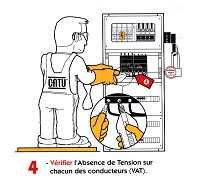 CATU
4 - Vérifier l'Absence de Tension sur
chacun des conducteurs (VAT).